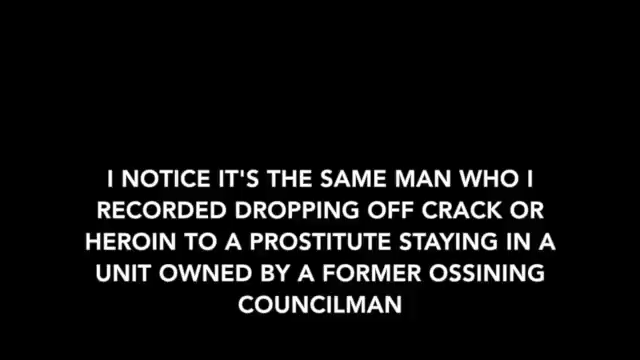 I NOTICE IT'S THE SAME MAN WHO I
RECORDED DROPPING OFF CRACK OR
HEROIN TO A PROSTITUTE STAYING IN A
UNIT OWNED BY A FORMER OSSINING
COUNCILMAN